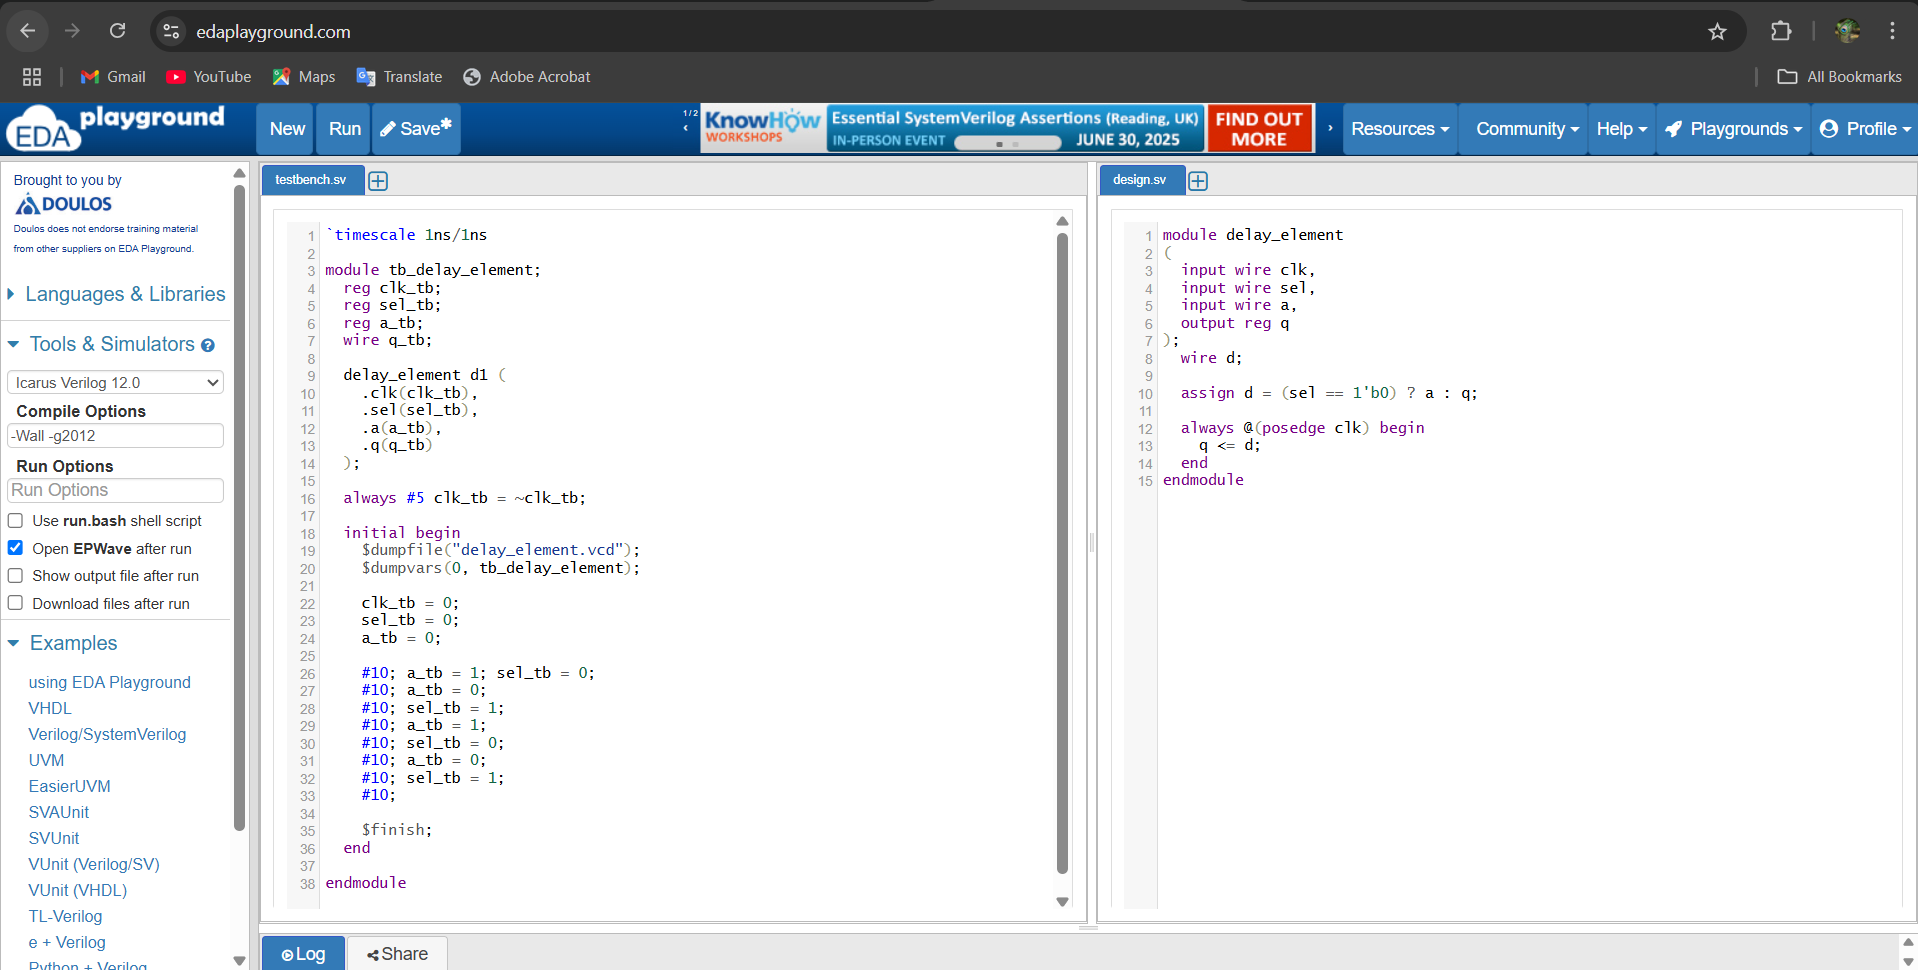 edaplayground.com
Gmail
YouTube
Maps
Translate
Adobe Acrobat
All Bookmarks
EDA playground
New
Run
Save*
1/2
KnowHow
WORKSHOPS
Essential SystemVerilog Assertions (Reading, UK)
IN-PERSON EVENT
JUNE 30, 2025
FIND OUT
MORE
Resources
Community
Help
Playgrounds
Profile
Brought to you by
DOULOS
Doulos does not endorse training material
from other suppliers on EDA Playground.
Languages & Libraries
Tools & Simulators
Icarus Verilog 12.0
Compile Options
-Wall -g2012
Run Options
Run Options
Use run.bash shell script
Open EPWave after run
Show output file after run
Download files after run
Examples
using EDA Playground
VHDL
Verilog/SystemVerilog
UVM
EasierUVM
SVAUnit
SVUnit
VUnit (Verilog/SV)
VUnit (VHDL)
TL-Verilog
e + Verilog
Python + Verilog
testbench.sv
1 `timescale 1ns/1ns
2
3 module tb_delay_element;
4   reg clk_tb;
5   reg sel_tb;
6   reg a_tb;
7   wire q_tb;
8
9   delay_element d1 (
10     .clk(clk_tb),
11     .sel(sel_tb),
12     .a(a_tb),
13     .q(q_tb)
14   );
15
16   always #5 clk_tb = ~clk_tb;
17
18   initial begin
19     $dumpfile("delay_element.vcd");
20     $dumpvars(0, tb_delay_element);
21
22     clk_tb = 0;
23     sel_tb = 0;
24     a_tb = 0;
25
26     #10; a_tb = 1; sel_tb = 0;
27     #10; a_tb = 0;
28     #10; sel_tb = 1;
29     #10; a_tb = 1;
30     #10; sel_tb = 0;
31     #10; a_tb = 0;
32     #10; sel_tb = 1;
33     #10;
34
35     $finish;
36   end
37
38 endmodule
design.sv
1 module delay_element
2 (
3   input wire clk,
4   input wire sel,
5   input wire a,
6   output reg q
7 );
8   wire d;
9
10   assign d = (sel == 1'b0) ? a : q;
11
12   always @(posedge clk) begin
13     q <= d;
14   end
15 endmodule
Log
Share